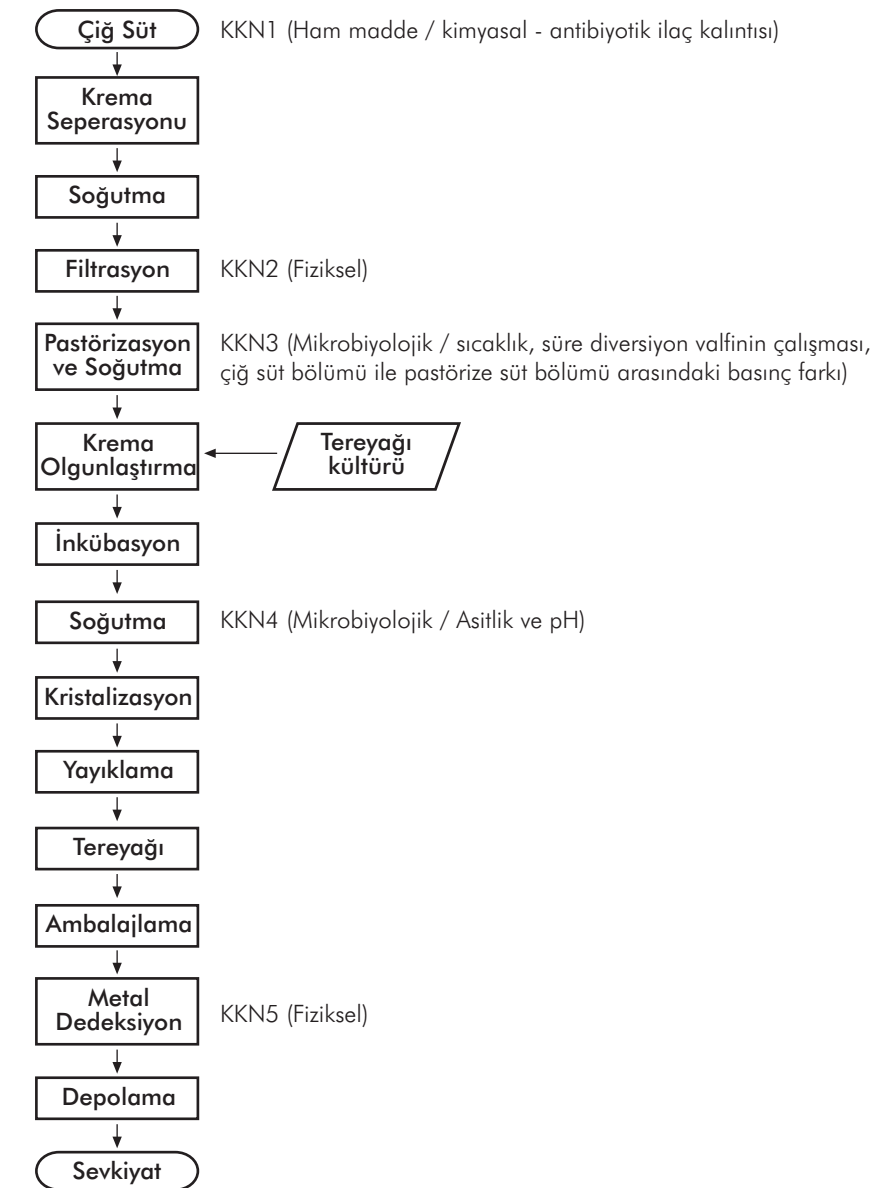 Çiğ Süt
KKN1 (Ham madde / kimyasal - antibiyotik ilaç kalıntısı)
Krema
Seperasyonu
Soğutma
Filtrasyon
KKN2 (Fiziksel)
Pastörizasyon
ve Soğutma
KKN3 (Mikrobiyolojik / sıcaklık, süre diversiyon valfinin çalışması,
çiğ süt bölümü ile pastörize süt bölümü arasındaki basınç farkı)
Krema
Olgunlaştırma
Tereyağı
kültürü
İnkübasyon
Soğutma
KKN4 (Mikrobiyolojik / Asitlik ve pH)
Kristalizasyon
Yayıklama
Tereyağı
Ambalajlama
Metal
Dedeksiyon
KKN5 (Fiziksel)
Depolama
Sevkiyat